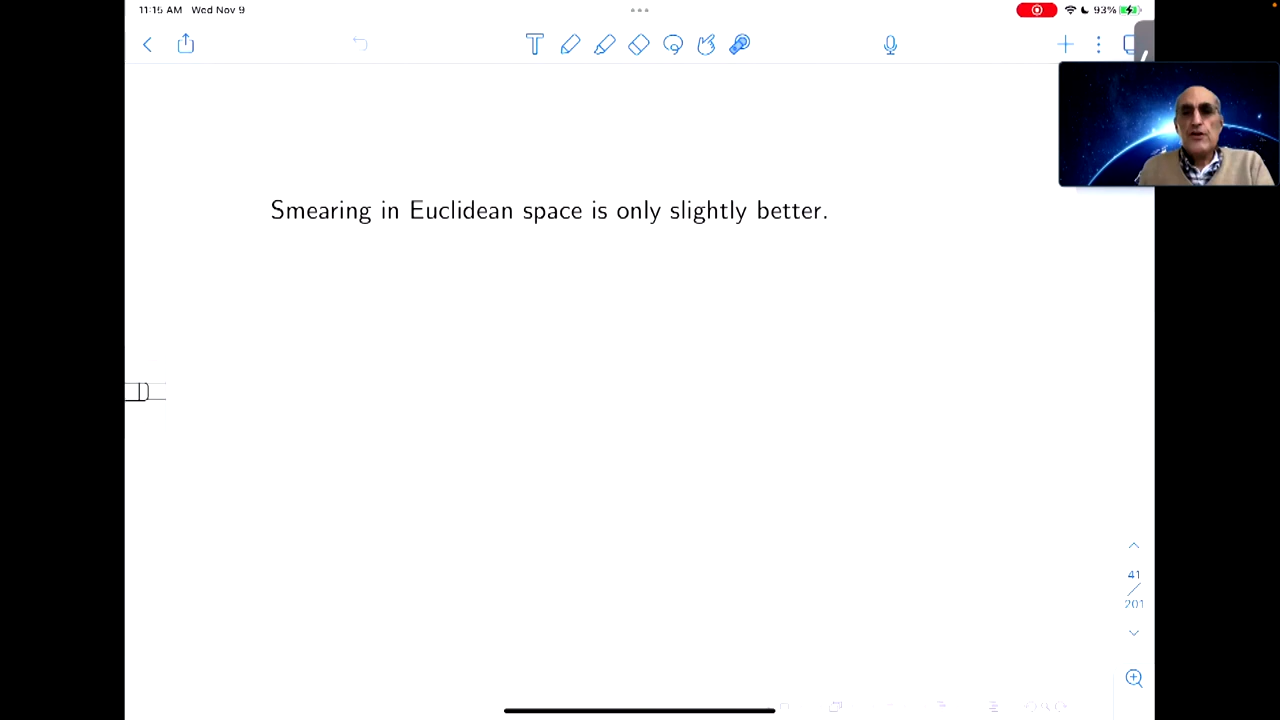 11:15 AM Wed Nov 9
93%
T
Smearing in Euclidean space is only slightly better.
41
201